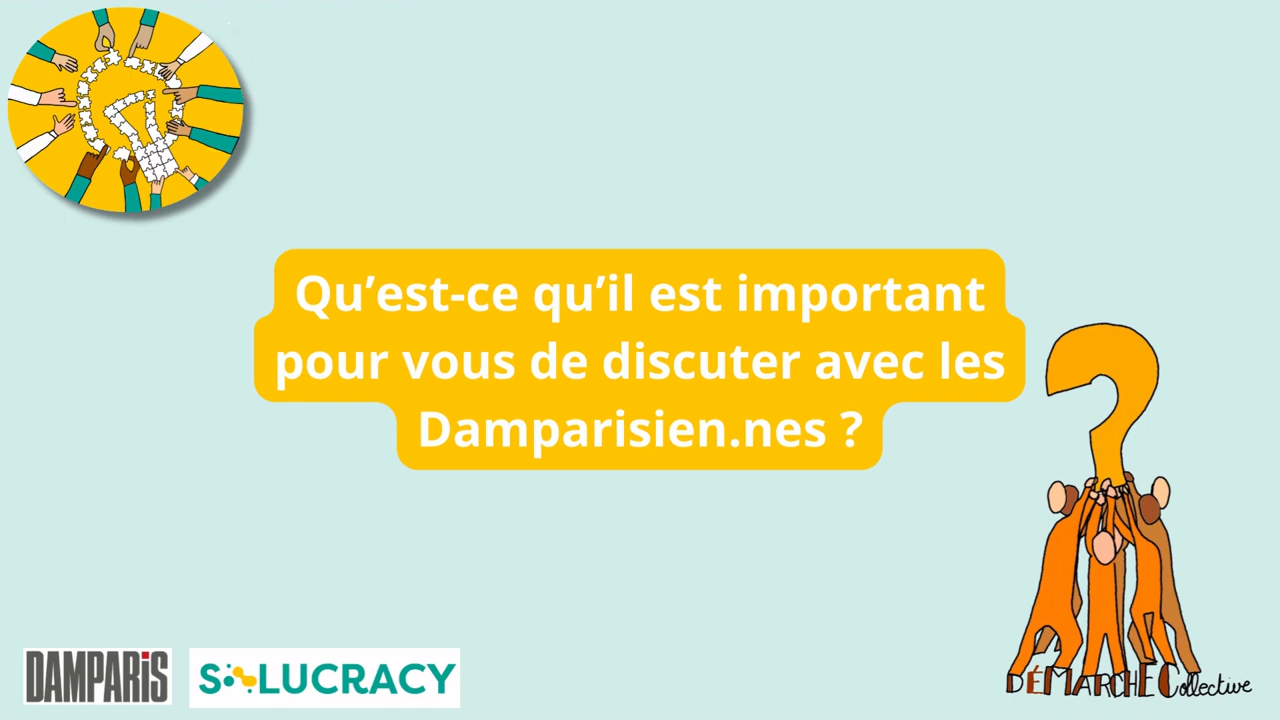 Qu’est-ce qu’il est important
pour vous de discuter avec les
Damparisien.nes ?
DAMPARiS
SOLUCRACY
DÉMARCHE Collective